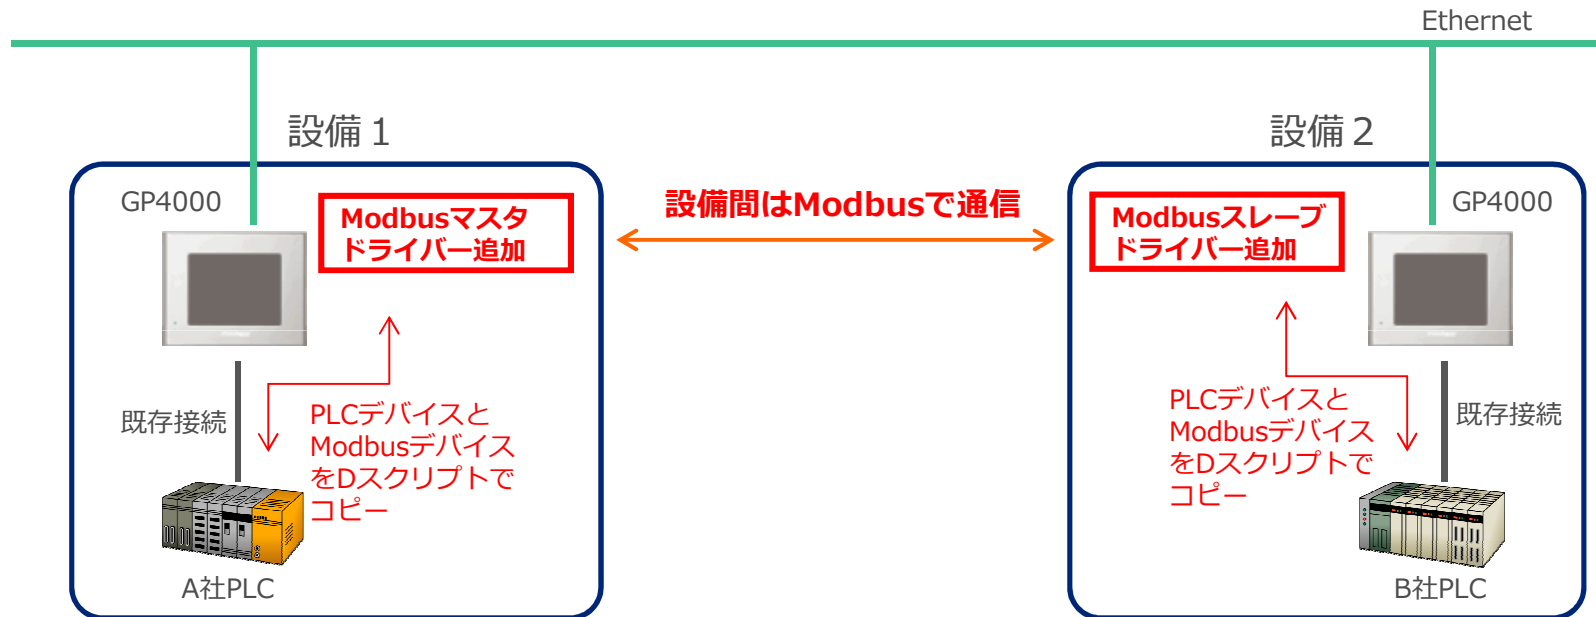 Ethernet
設備１
設備２
GP4000
Modbusマスタ
ドライバー追加
設備間はModbusで通信
Modbusスレーブ
ドライバー追加
GP4000
既存接続
PLCデバイスと
Modbusデバイス
をDスクリプトで
コピー
PLCデバイスと
Modbusデバイス
をDスクリプトで
コピー
既存接続
A社PLC
B社PLC